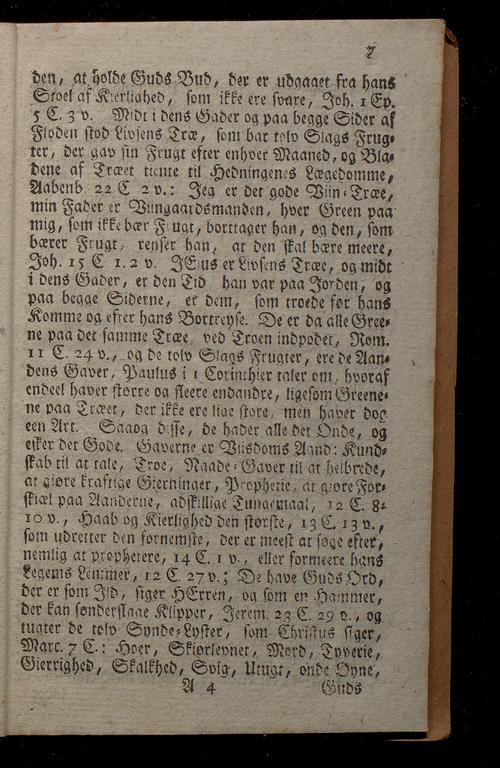 7
den, at holde Guds Bud, der er udgaaet fra hans
Stoel af Kierlighed, som ikke ere svare, Joh. 1 Ep.
5 C. 3 v. Midt i dens Gader og paa begge Sider af
Floden stod Livsens Træ, som bar tolv Slags Frug-
ter, der gav sin Frugt efter enhver Maaned, og Bla-
dene af Træet tiente til Hedningenes Lægedomme,
Aabenb. 22 C. 2 v.: Jeg er det gode Viin-Træe,
min Fader er Viingaardsmanden, hver Green paa
mig, som ikke bær Frugt, borttager han, og den, som
bærer Frugt, renser han, at den skal bære meere,
Joh. 15 C. 1. 2 v. JEsus er Livsens Træe, og midt
i dens Gader, er den Tid han var paa Jorden, og
paa begge Siderne, er dem, som troede før hans
Komme og efter hans Bortreyse. De er da alle Gree-
ne paa det samme Træe, ved Troen indpodet, Rom.
11 C. 24 v., og de tolv Slags Frugter, ere de Aan-
dens Gaver, Paulus i 1 Corinthier taler om, hvoraf
endeel haver større og fleere endandre, ligesom Greene-
ne paa Træet, der ikke ere lige store, men haver dog
een Art. Saaog disse, de hader alle det Onde, og
elsker det Gode. Gaverne er Viisdoms Aand: Kund-
skab til at tale, Troe, Naade-Gaver til at helbrede,
at giøre kraftige Gierninger, Prophetie, at giøre For-
skiæl paa Aanderne, adskillige Tungemaal, 12 C. 8-
10 v., Haab og Kierlighed den største, 13 C. 13 v.,
som udretter den fornemste, der er meest at søge efter,
nemlig at prophetere, 14 C. 1 v., eller formeere hans
Legems Lemmer, 12 C. 27 v.; De have Guds Ord,
der er som Ild, siger HErren, og som en Hammer,
der kan sønderslaae Klipper, Jerem. 23 C. 29 v., og
tugter de tolv Synde-Lyster, som Christus siger,
Marc. 7 C.: Hoer, Skiørlevnet, Mord, Tyverie,
Gierrighed, Skalkhed, Svig, Utugt, onde Øyne,
A 4 Guds